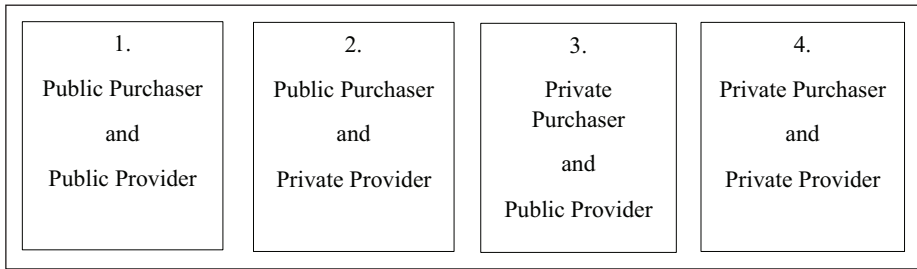 1.
Public Purchaser
and
Public Provider
2.
Public Purchaser
and
Private Provider
3.
Private
Purchaser
and
Public Provider
4.
Private Purchaser
and
Private Provider